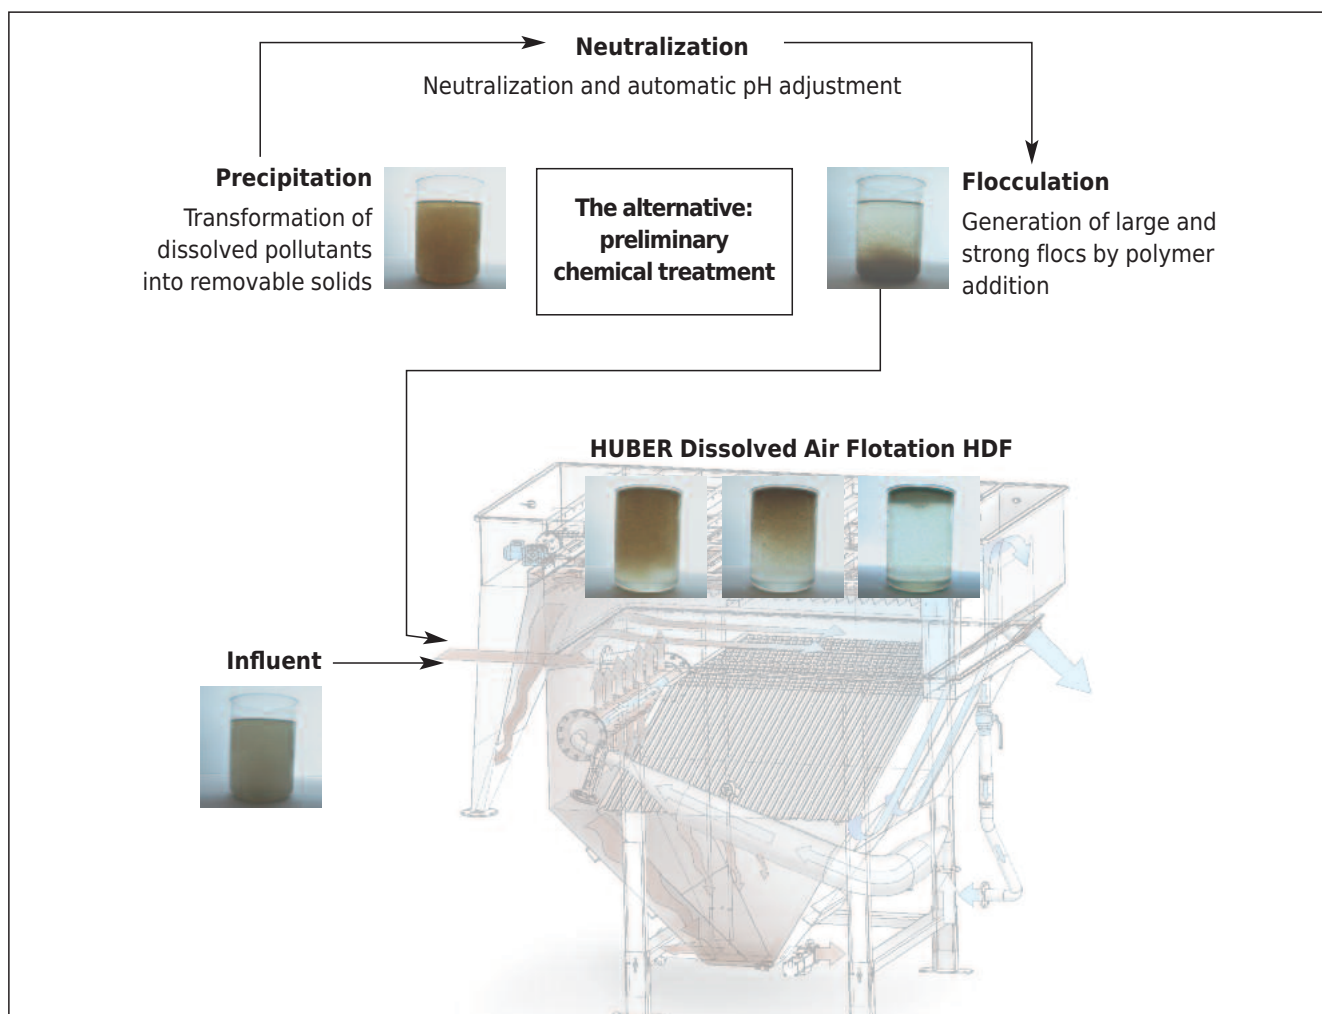 Neutralization
Neutralization and automatic pH adjustment
Precipitation
Transformation of
dissolved pollutants
into removable solids
The alternative:
preliminary
chemical treatment
Flocculation
Generation of large and
strong flocs by polymer
addition
HUBER Dissolved Air Flotation HDF
Influent